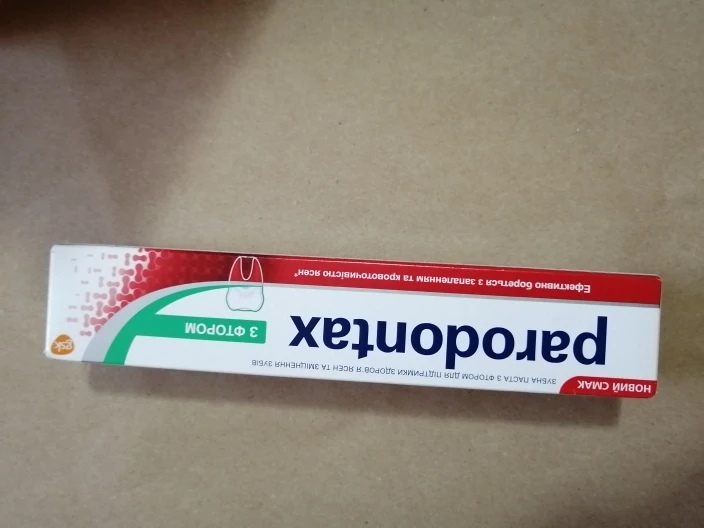 НОВИЙ СМАК
ЗУБНА ПАСТА З ФТОРОМ ДЛЯ ПІДТРИМКИ ЗДОРОВ'Я ЯСЕН ТА ЗМІЦНЕННЯ ЗУБІВ
parodontax
З ФТОРОМ
gsk
Ефективно бореться з запаленням та кровоточивістю ясен*